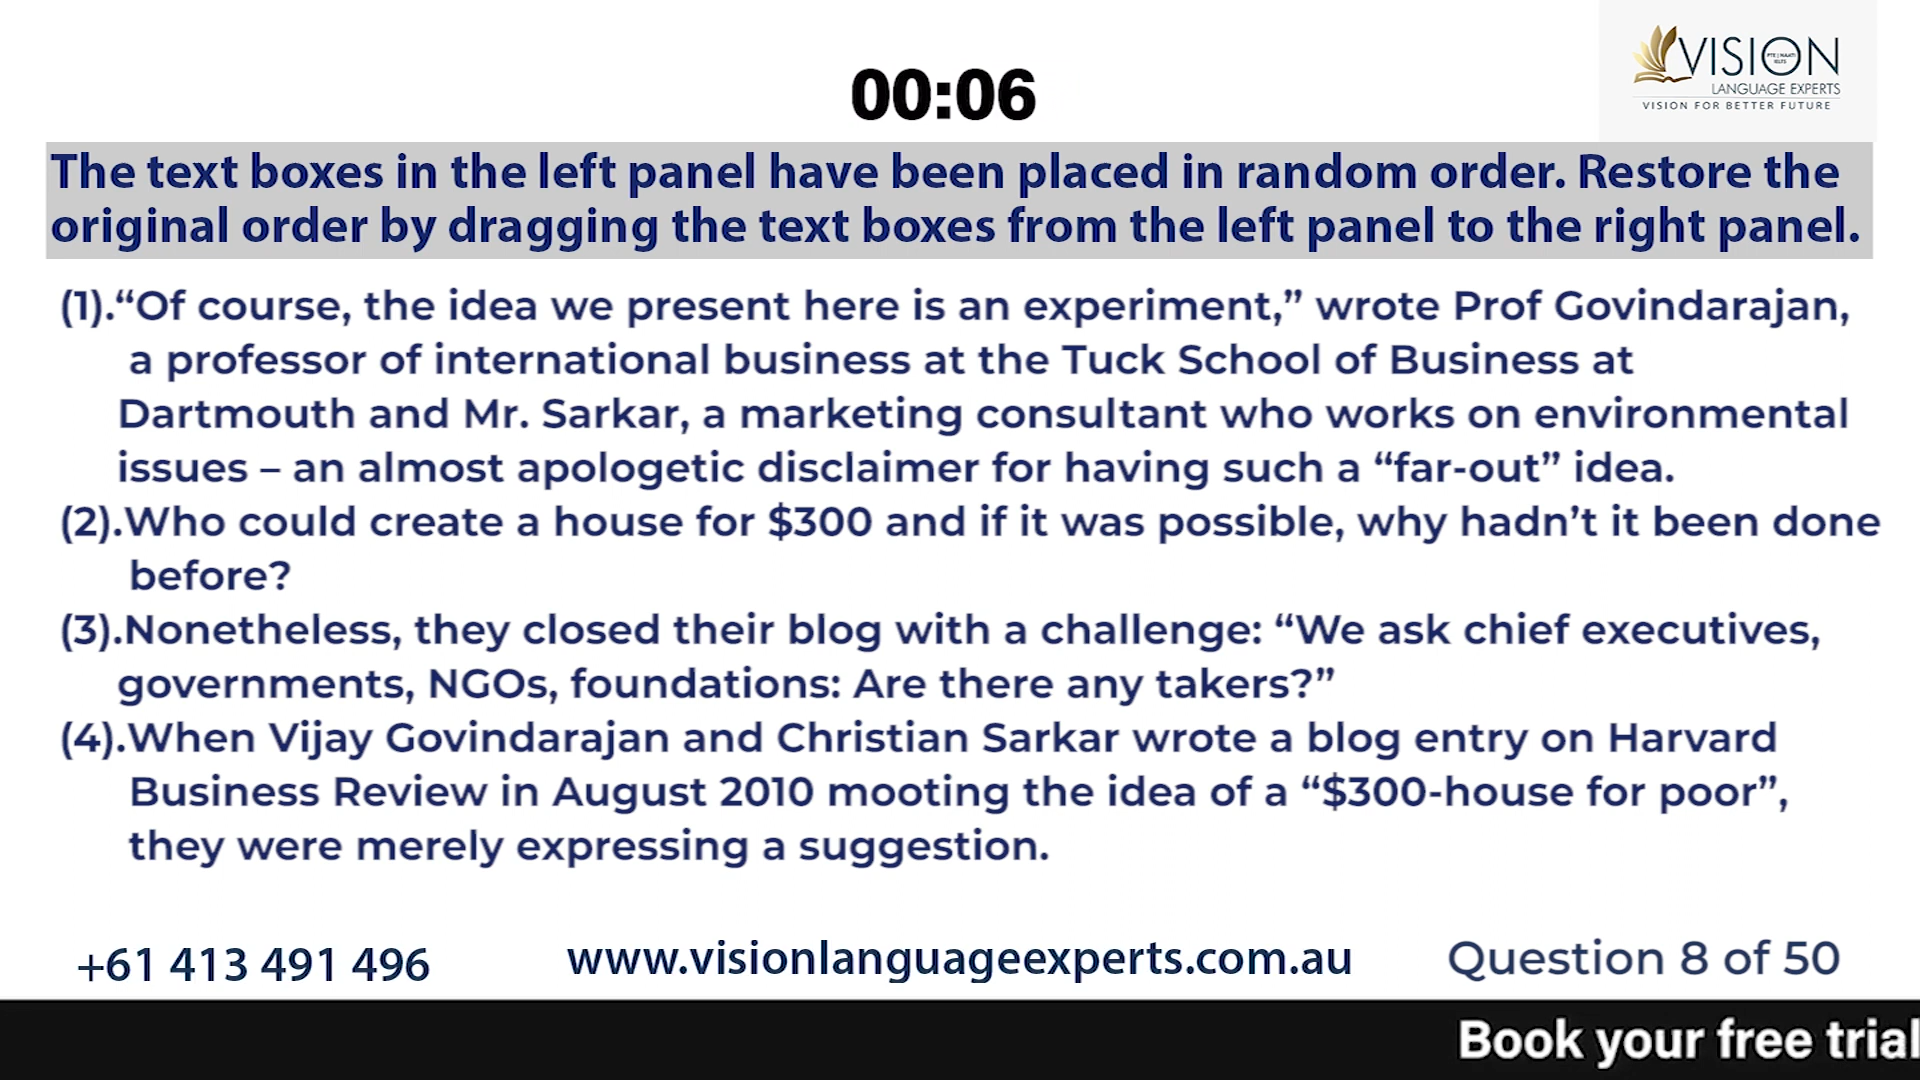 VISION
PTE | NAATI
IELTS
LANGUAGE EXPERTS
VISION FOR BETTER FUTURE
00:06
The text boxes in the left panel have been placed in random order. Restore the
original order by dragging the text boxes from the left panel to the right panel.
(1).“Of course, the idea we present here is an experiment,” wrote Prof Govindarajan,
a professor of international business at the Tuck School of Business at
Dartmouth and Mr. Sarkar, a marketing consultant who works on environmental
issues – an almost apologetic disclaimer for having such a “far-out” idea.
(2).Who could create a house for $300 and if it was possible, why hadn’t it been done
before?
(3).Nonetheless, they closed their blog with a challenge: “We ask chief executives,
governments, NGOs, foundations: Are there any takers?”
(4).When Vijay Govindarajan and Christian Sarkar wrote a blog entry on Harvard
Business Review in August 2010 mooting the idea of a “$300-house for poor”,
they were merely expressing a suggestion.
+61 413 491 496 www.visionlanguageexperts.com.au Question 8 of 50
Book your free trial